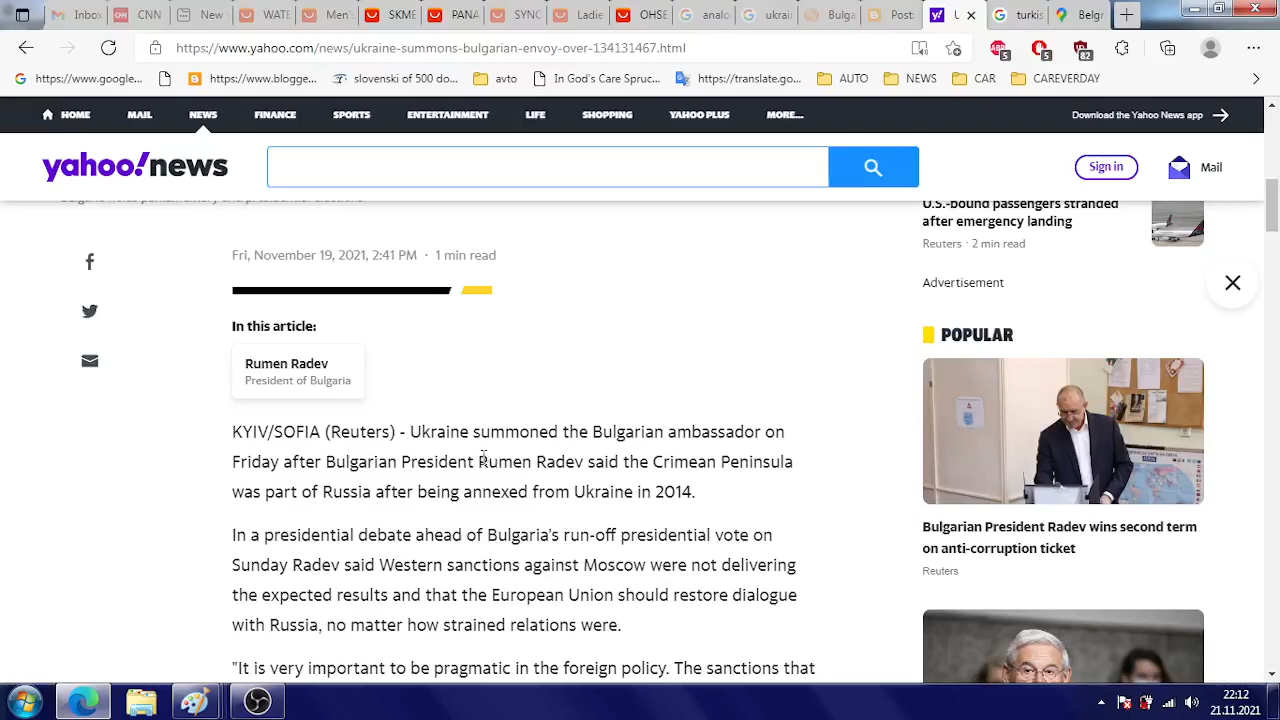 Inb
CNN
New
WATE
Men
SKME
PANA
SYNC
Ladie
OHSE
analo
ukrai
Bulga
Post
turkis
Belgr
https://www.yahoo.com/news/ukraine-summons-bulgarian-envoy-over-134131467.html
5
5
82
https://www.google...
https://www.blogge...
slovenski of 500 do...
avto
In God's Care Spruc...
https://translate.go...
AUTO
NEWS
CAR
CAREVERDAY
HOME
MAIL
NEWS
FINANCE
SPORTS
ENTERTAINMENT
LIFE
SHOPPING
YAHOO PLUS
MORE...
Download the Yahoo News app
yahoo!news
Sign in
Mail
Fri, November 19, 2021, 2:41 PM · 1 min read
In this article:
Rumen Radev
President of Bulgaria
KYIV/SOFIA (Reuters) - Ukraine summoned the Bulgarian ambassador on
Friday after Bulgarian President Rumen Radev said the Crimean Peninsula
was part of Russia after being annexed from Ukraine in 2014.
In a presidential debate ahead of Bulgaria's run-off presidential vote on
Sunday Radev said Western sanctions against Moscow were not delivering
the expected results and that the European Union should restore dialogue
with Russia, no matter how strained relations were.
"It is very important to be pragmatic in the foreign policy. The sanctions that
U.S.-bound passengers stranded
after emergency landing
Reuters · 2 min read
Advertisement
POPULAR
Bulgarian President Radev wins second term
on anti-corruption ticket
Reuters
22:12
21.11.2021